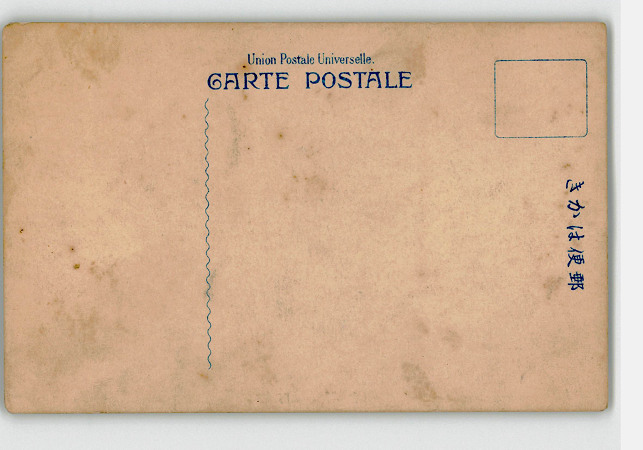 Union Postale Universelle.
CARTE POSTALE
きかは便郵